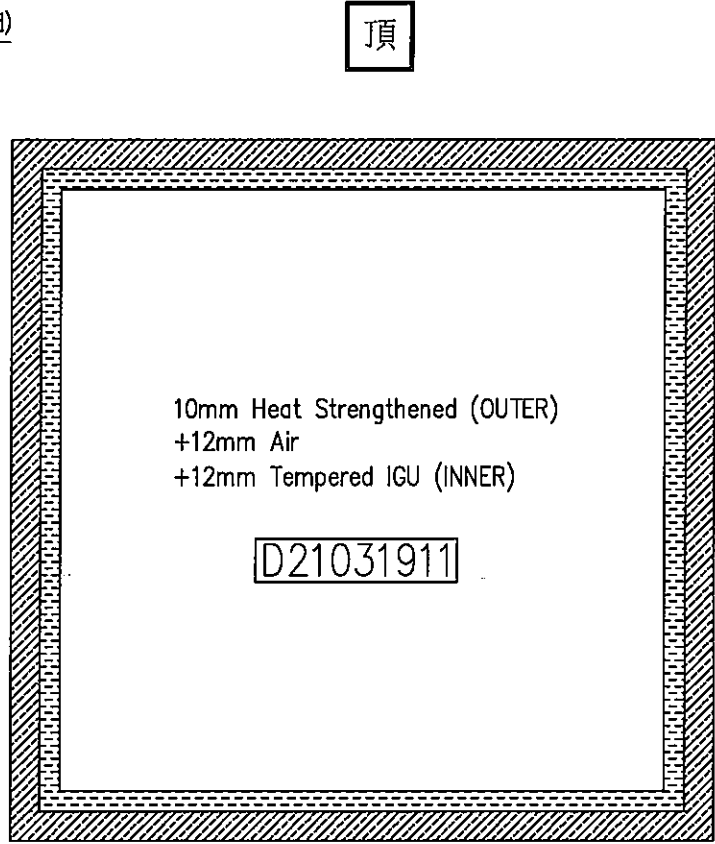 頂
10mm Heat Strengthened (OUTER)
+12mm Air
+12mm Tempered IGU (INNER)
D21031911